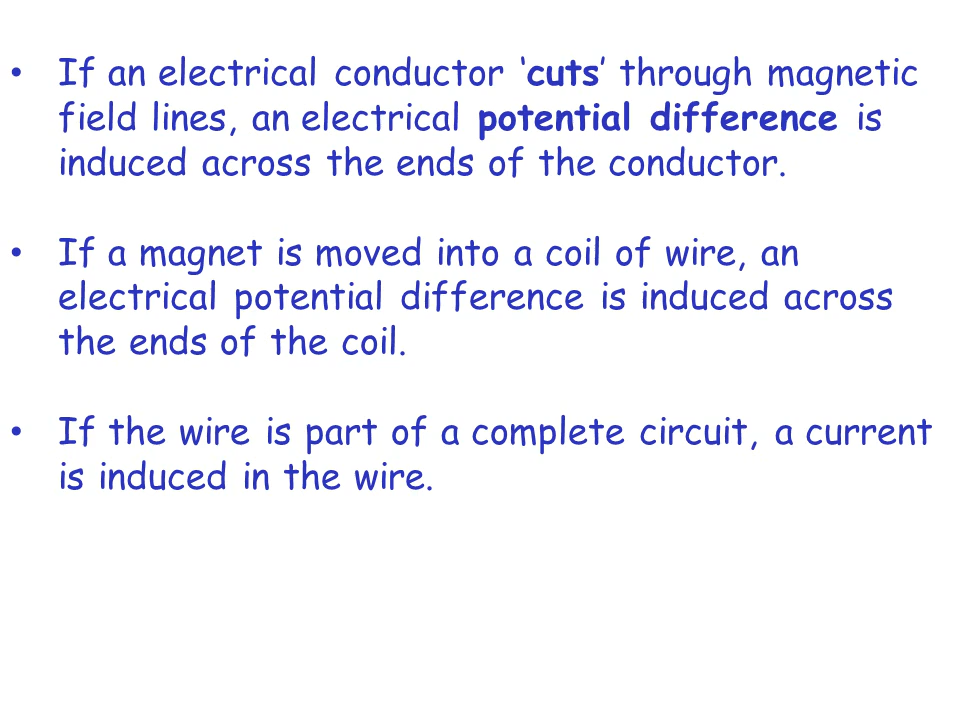 • If an electrical conductor ‘cuts’ through magnetic
field lines, an electrical potential difference is
induced across the ends of the conductor.
• If a magnet is moved into a coil of wire, an
electrical potential difference is induced across
the ends of the coil.
• If the wire is part of a complete circuit, a current
is induced in the wire.